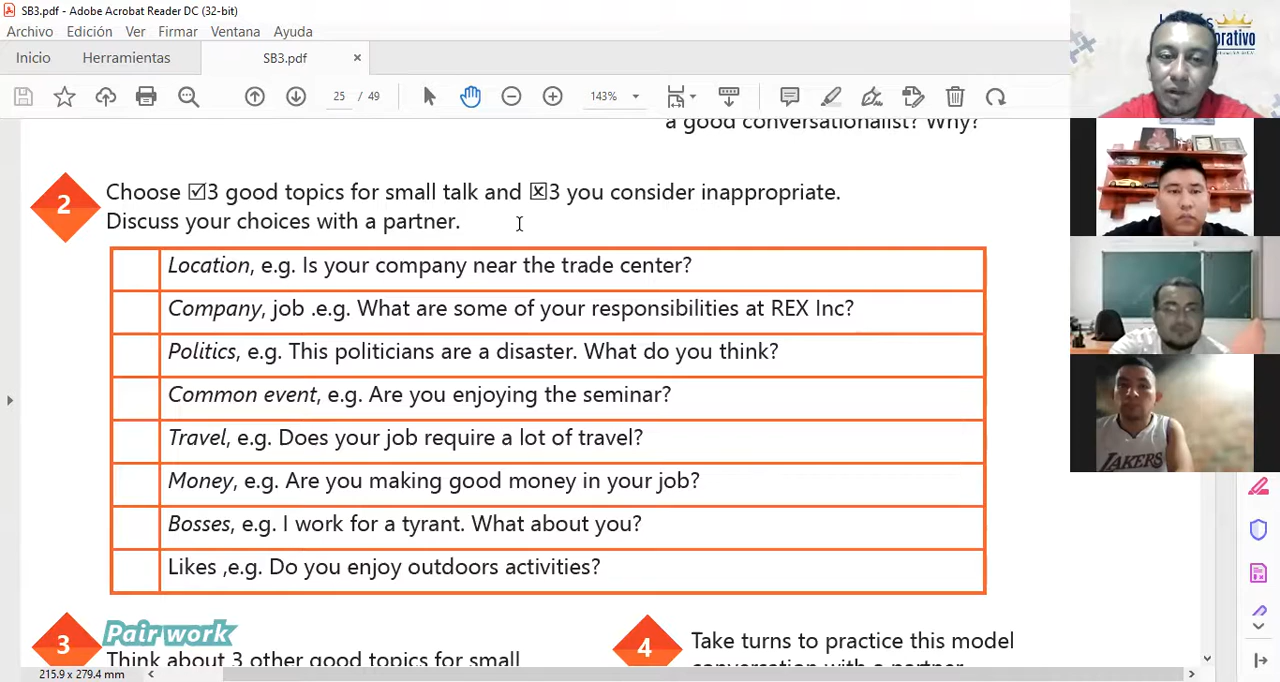 SB3.pdf - Adobe Acrobat Reader DC (32-bit)
Archivo Edición Ver Firmar Ventana Ayuda
Inicio Herramientas SB3.pdf ×
25 / 49 143%
orativo
a good conversationalist? Why?
2
Choose ☑3 good topics for small talk and ☒3 you consider inappropriate.
Discuss your choices with a partner.
Location, e.g. Is your company near the trade center?
Company, job .e.g. What are some of your responsibilities at REX Inc?
Politics, e.g. This politicians are a disaster. What do you think?
Common event, e.g. Are you enjoying the seminar?
Travel, e.g. Does your job require a lot of travel?
Money, e.g. Are you making good money in your job?
Bosses, e.g. I work for a tyrant. What about you?
Likes ,e.g. Do you enjoy outdoors activities?
LAKERS
3 Pair work
Think about 3 other good topics for small
4 Take turns to practice this model
conversation with a partner
215.9 x 279.4 mm